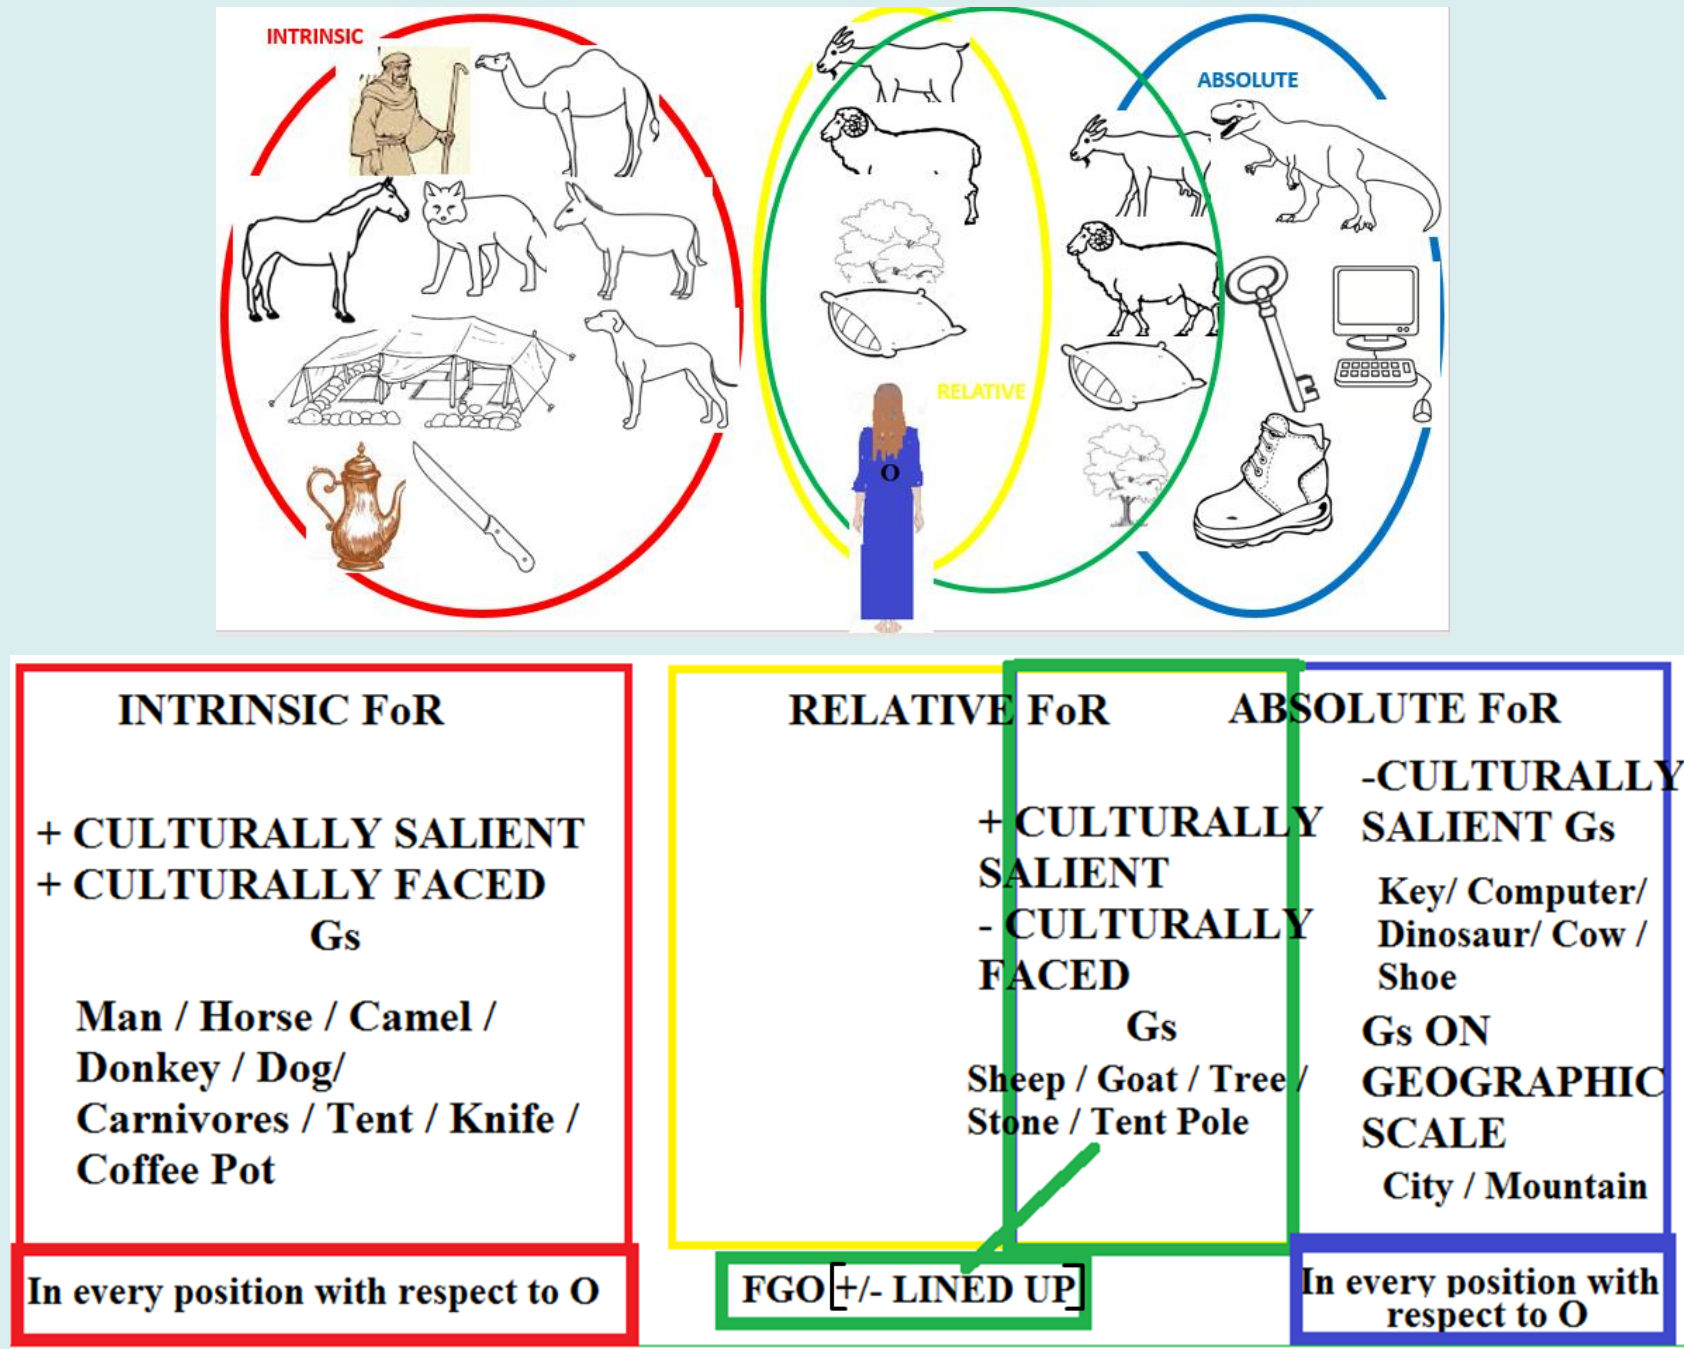 INTRINSIC
ABSOLUTE
RELATIVE
O
INTRINSIC FoR
+ CULTURALLY SALIENT
+ CULTURALLY FACED
Gs
Man / Horse / Camel /
Donkey / Dog/
Carnivores / Tent / Knife /
Coffee Pot
In every position with respect to O
RELATIVE FoR
+ CULTURALLY
SALIENT
- CULTURALLY
FACED
Gs
Sheep / Goat / Tree /
Stone / Tent Pole
FGO [+/- LINED UP]
ABSOLUTE FoR
-CULTURALLY
SALIENT Gs
Key/ Computer/
Dinosaur/ Cow /
Shoe
Gs ON
GEOGRAPHIC
SCALE
City / Mountain
In every position with
respect to O